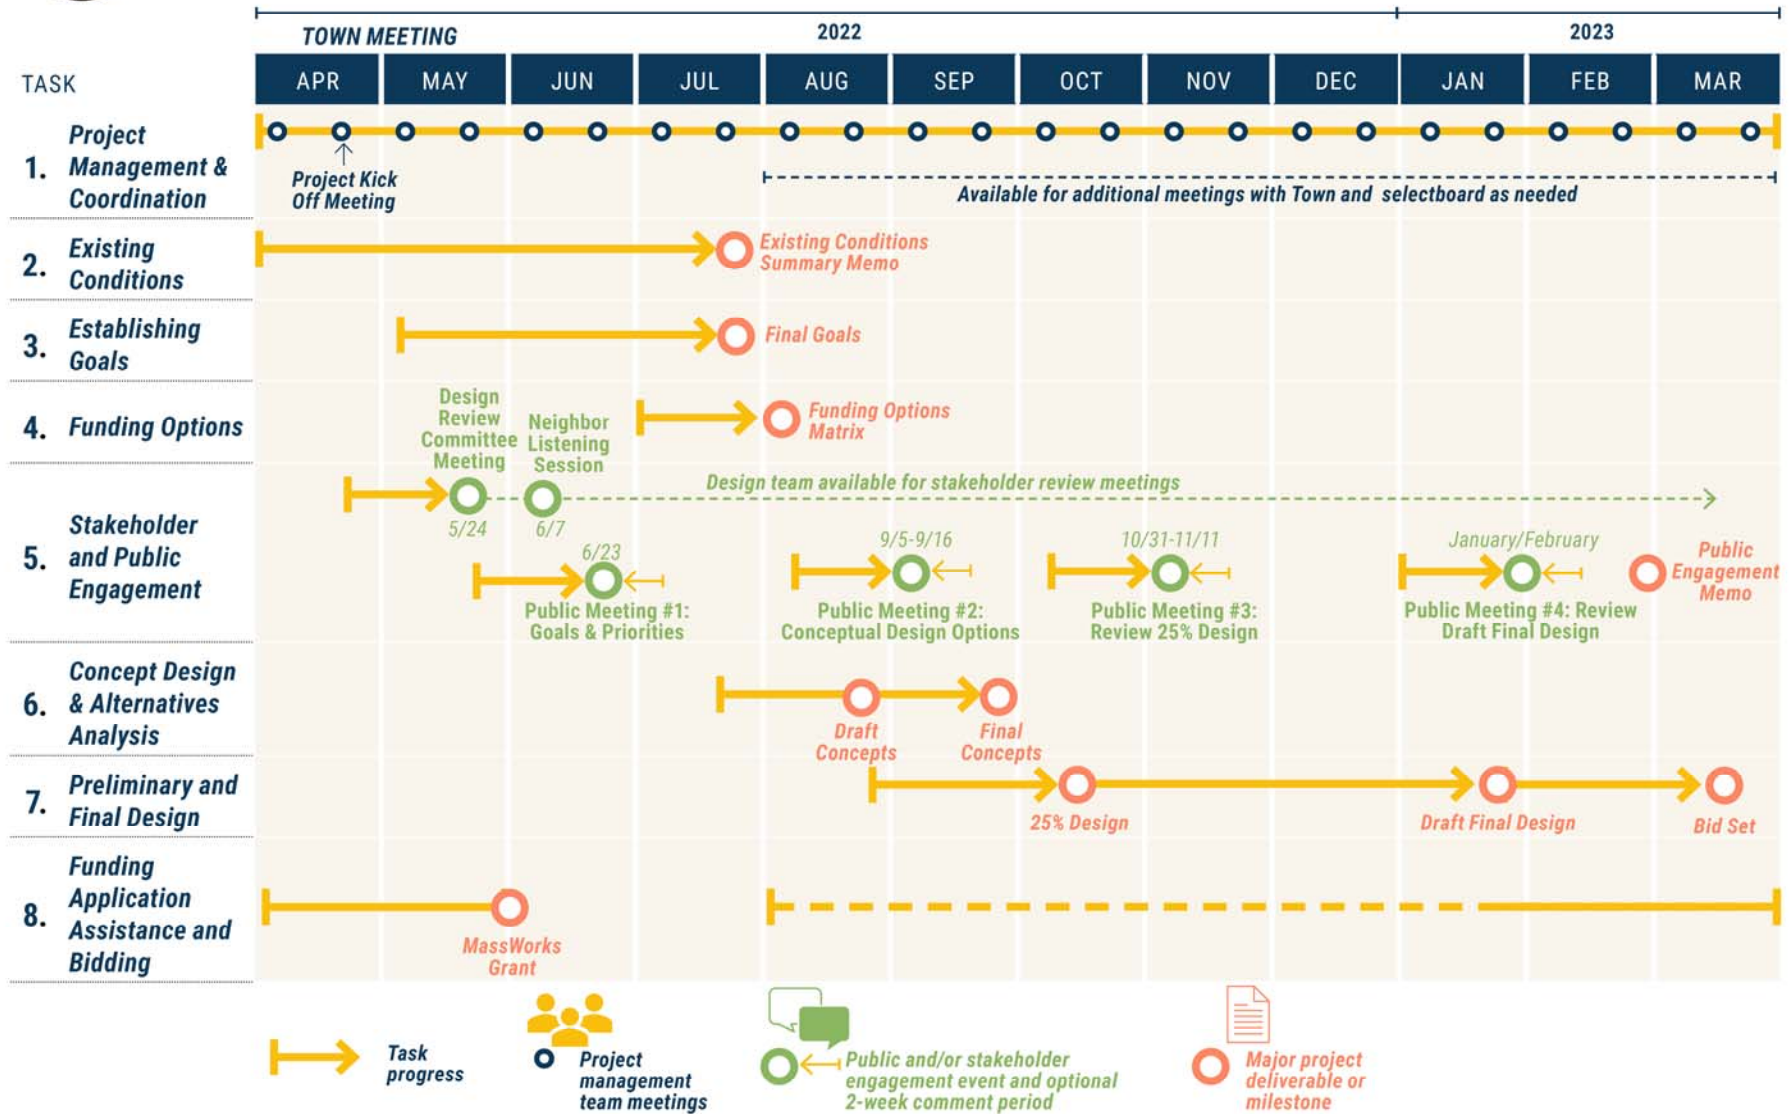 2022
2023
TOWN MEETING
TASK
APR
MAY
JUN
JUL
AUG
SEP
OCT
NOV
DEC
JAN
FEB
MAR
1.
Project
Management &
Coordination
Project Kick
Off Meeting
Available for additional meetings with Town and selectboard as needed
2.
Existing
Conditions
Existing Conditions
Summary Memo
3.
Establishing
Goals
Final Goals
4.
Funding Options
Funding Options
Matrix
5.
Stakeholder
and Public
Engagement
Design
Review
Committee
Meeting
5/24
Neighbor
Listening
Session
6/7
Design team available for stakeholder review meetings
6/23
Public Meeting #1:
Goals & Priorities
9/5-9/16
Public Meeting #2:
Conceptual Design Options
10/31-11/11
Public Meeting #3:
Review 25% Design
January/February
Public Meeting #4: Review
Draft Final Design
Public
Engagement
Memo
6.
Concept Design
& Alternatives
Analysis
Draft
Concepts
Final
Concepts
7.
Preliminary and
Final Design
25% Design
Draft Final Design
Bid Set
8.
Funding
Application
Assistance and
Bidding
MassWorks
Grant
Task
progress
Project
management
team meetings
Public and/or stakeholder
engagement event and optional
2-week comment period
Major project
deliverable or
milestone